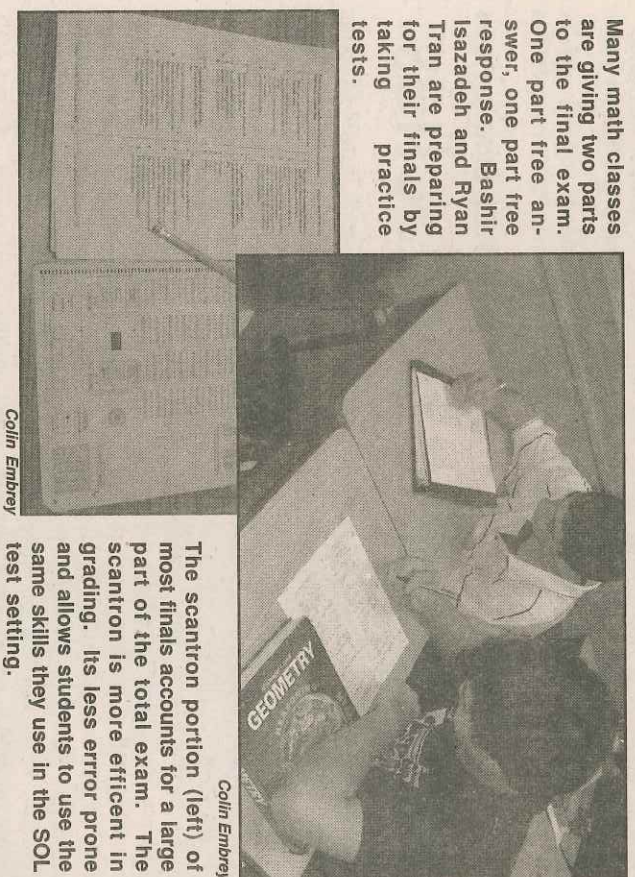 Many math classes
are giving two parts
to the final exam.
One part free an-
swer, one part free
response. Bashir
Isazadeh and Ryan
Tran are preparing
for their finals by
taking practice
tests.
GEOMETRY
Colin Embrey
Colin Embrey
The scantron portion (left) of
most finals accounts for a large
part of the total exam. The
scantron is more efficent in
grading. Its less errror prone
and allows students to use the
same skills they use in the SOL
test setting.